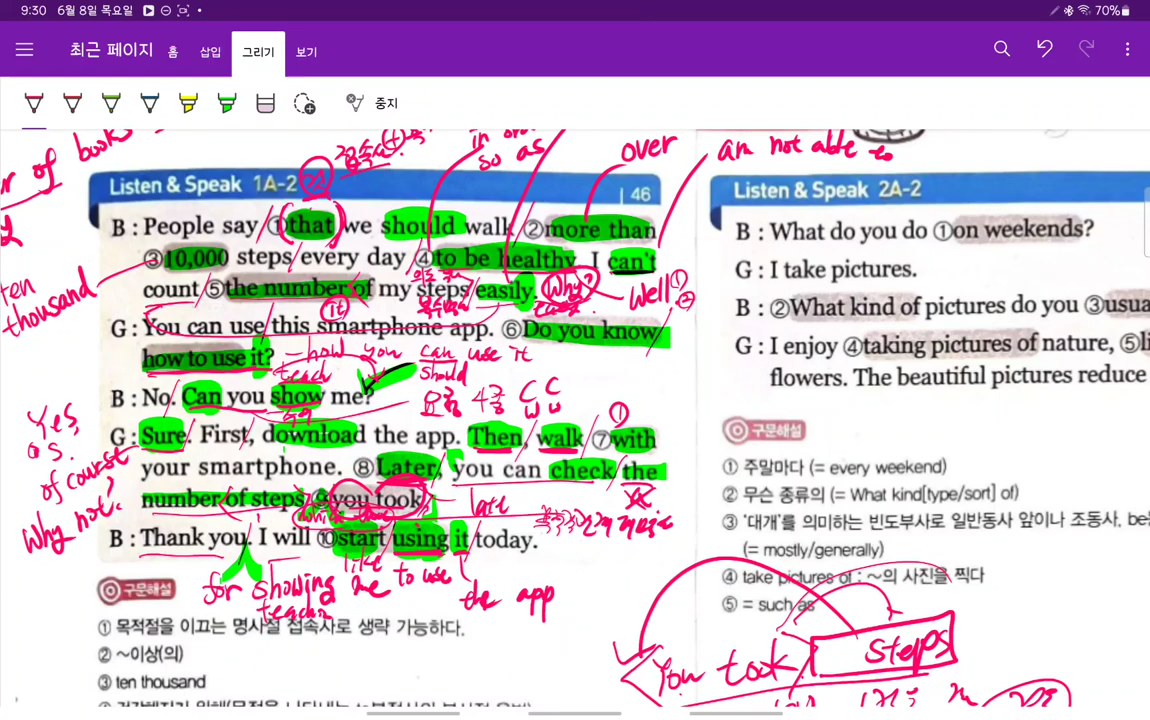 9:30 6월 8일 목요일
70%
최근 페이지 홈 삽입 그리기 보기
중지
of books
over
am not able to
so as
Listen & Speak 1A-2
46
B : People say ①that we should walk ②more than
③10,000 steps every day ④to be healthy. I can't
count ⑤the number of my steps easily.
Why?
Well
ten
thousand
it
G : You can use this smartphone app. ⑥Do you know
how to use it?
how you can use it
teach
should
B : No. Can you show me?
G : Sure. First, download the app. Then, walk ⑦with
your smartphone. ⑧Later, you can check the
number of steps ⑨you took.
Yes,
of course
Why not?
late
B : Thank you. I will ⑩start using it today.
for showing me
to use
the app
구문해설
① 목적절을 이끄는 명사절 접속사로 생략 가능하다.
② ~이상(의)
③ ten thousand
Listen & Speak 2A-2
B : What do you do ①on weekends?
G : I take pictures.
B : ②What kind of pictures do you ③usua
G : I enjoy ④taking pictures of nature, ⑤li
flowers. The beautiful pictures reduce
구문해설
① 주말마다 (= every weekend)
② 무슨 종류의 (= What kind[type/sort] of)
③ '대개'를 의미하는 빈도부사로 일반동사 앞이나 조동사, be동
(= mostly/generally)
④ take pictures of : ~의 사진을 찍다
⑤ = such as
You took steps